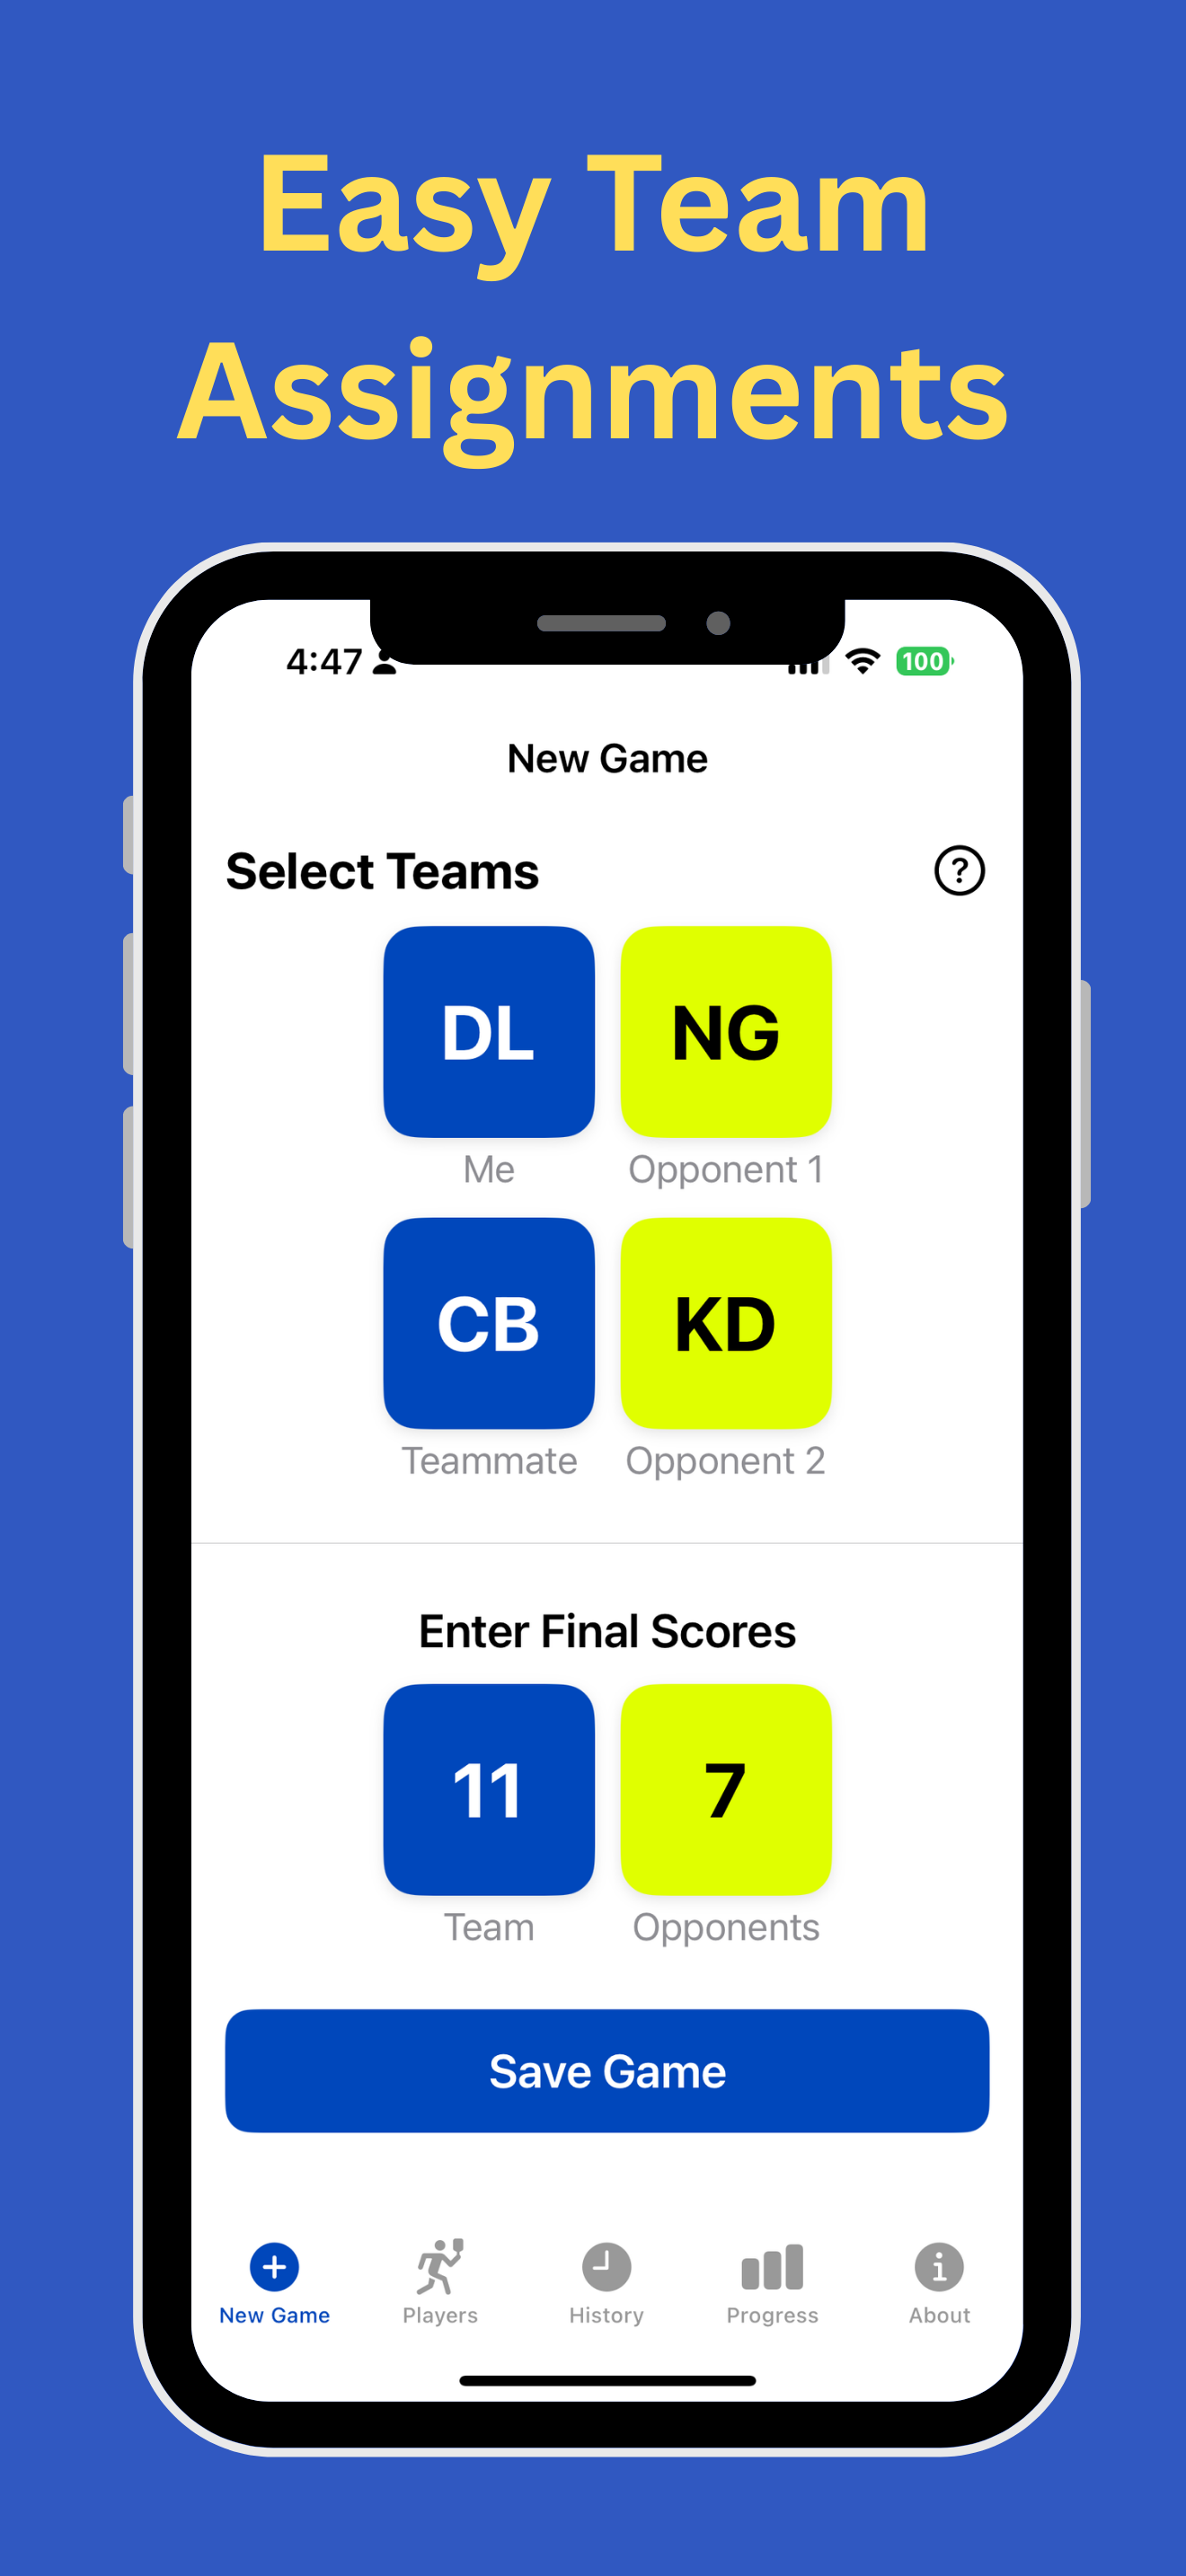 Easy Team
Assignments
4:47
100
New Game
Select Teams
?
DL
NG
Me
Opponent 1
CB
KD
Teammate
Opponent 2
Enter Final Scores
11
7
Team
Opponents
Save Game
New Game
Players
History
Progress
About